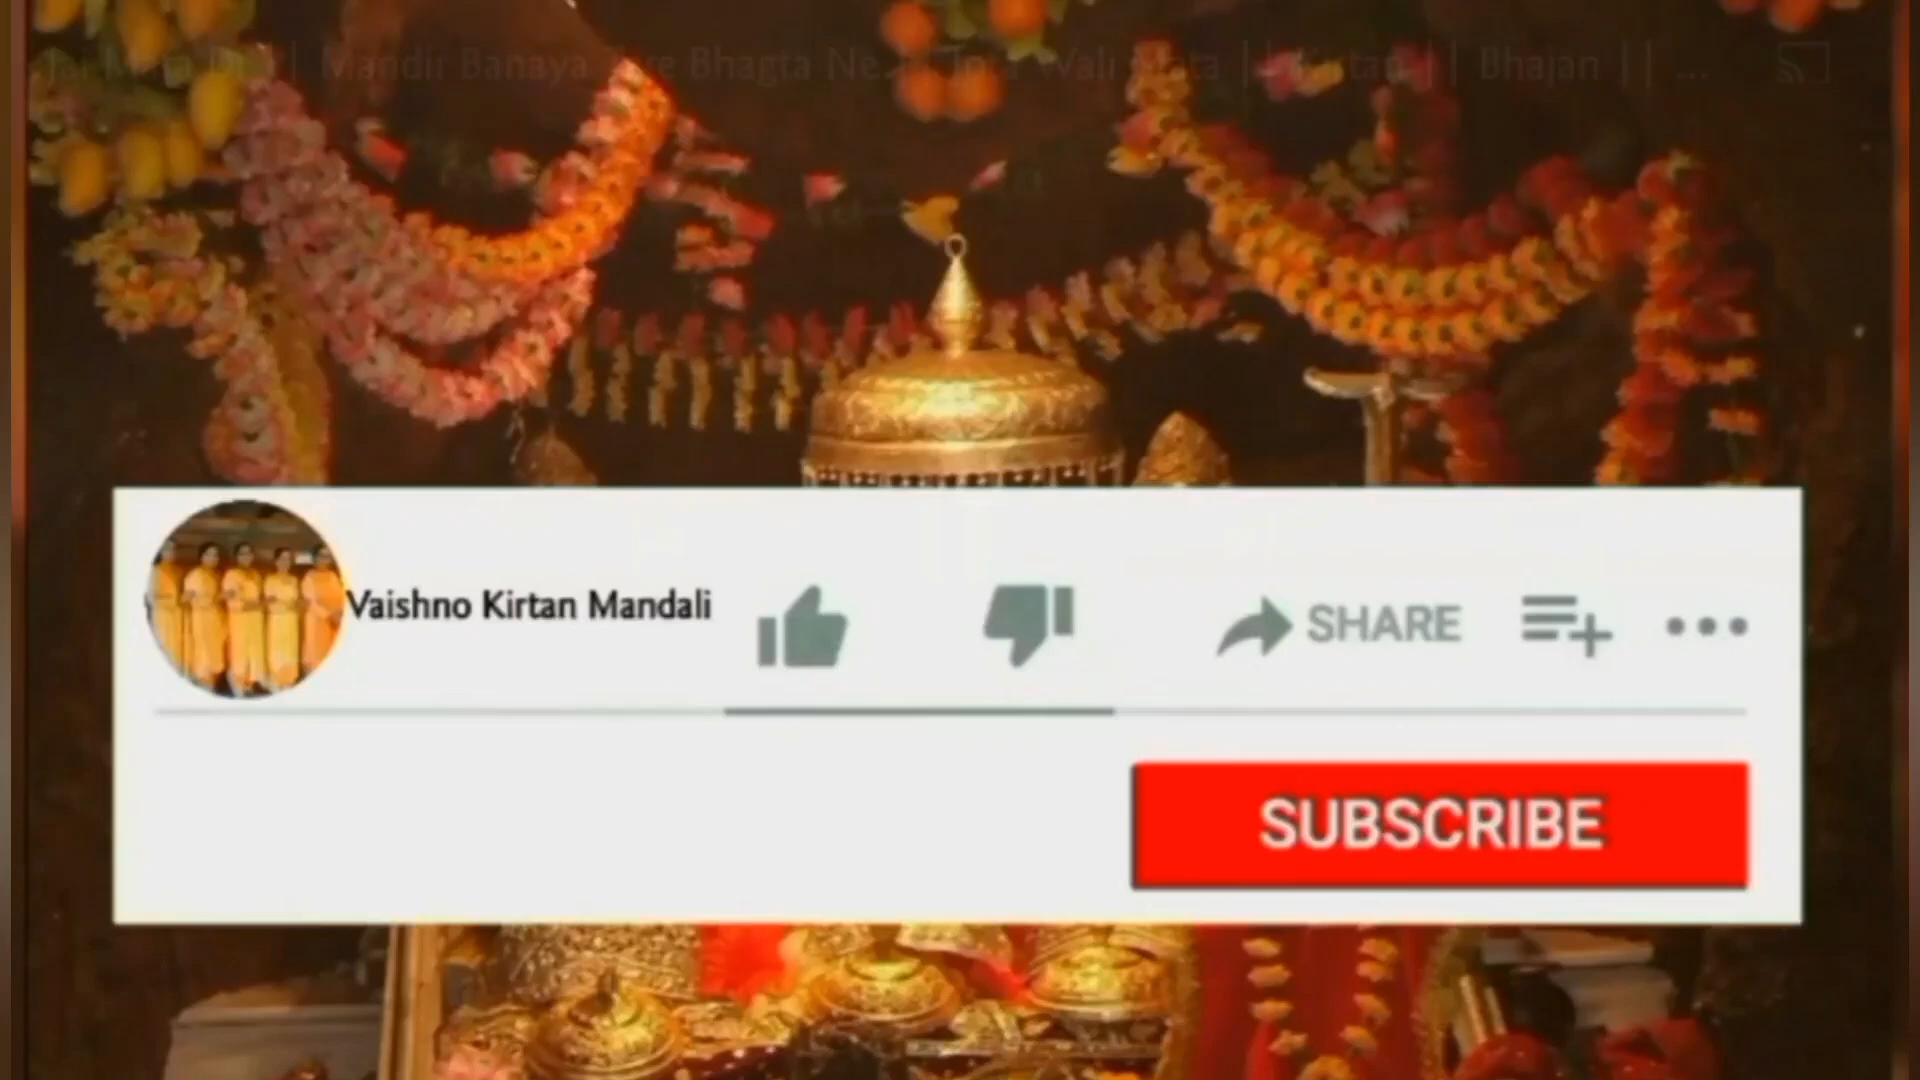 Mandir Banaya Bhagta Ne Wali || Bhajan || ...
Vaishno Kirtan Mandali
SHARE
SUBSCRIBE